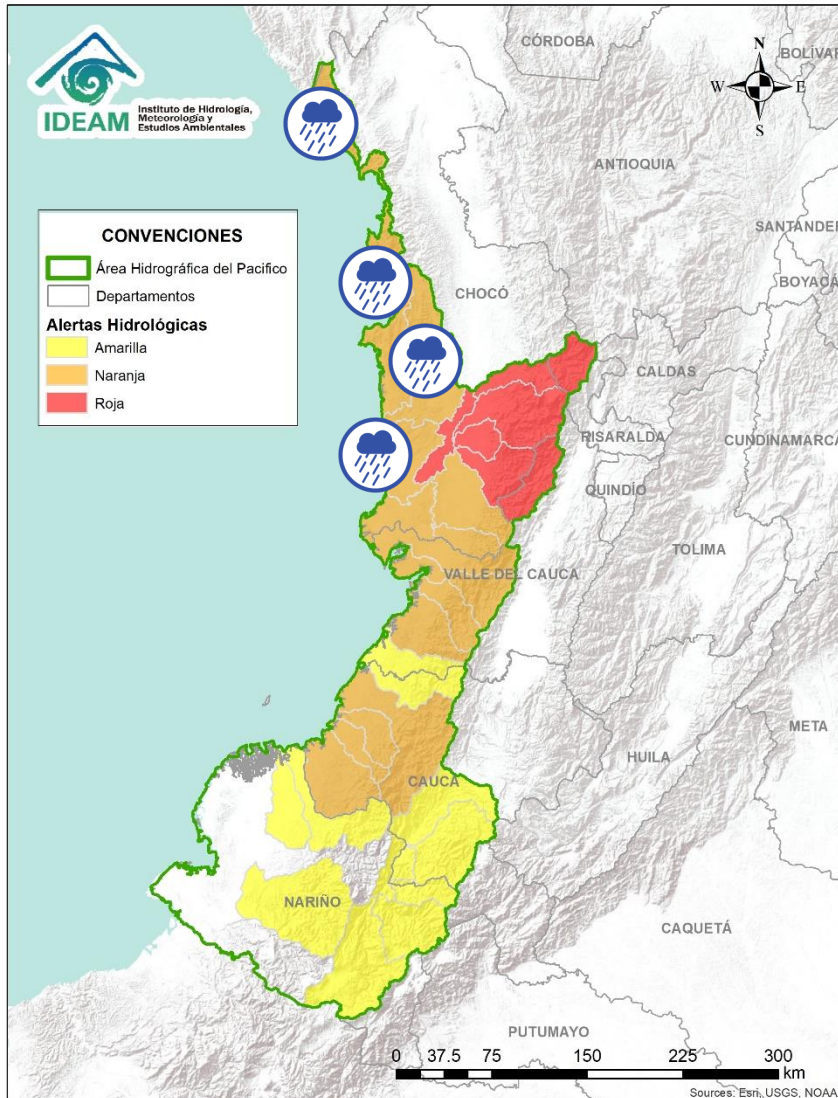 IDEAM
Instituto de Hidrología,
Meteorología y
Estudios Ambientales
N
W
E
S
CÓRDOBA
BOLÍVAR
ANTIOQUIA
SANTANDER
BOYACÁ
CHOCÓ
CALDAS
RISARALDA
CUNDINAMARCA
QUINDÍO
TOLIMA
VALLE DEL CAUCA
META
HUILA
CAUCA
NARIÑO
CAQUETÁ
PUTUMAYO
CONVENCIONES
Área Hidrográfica del Pacifico
Departamentos
Alertas Hidrológicas
Amarilla
Naranja
Roja
0 37.5 75 150 225 300
km
Sources: Esri, USGS, NOAA